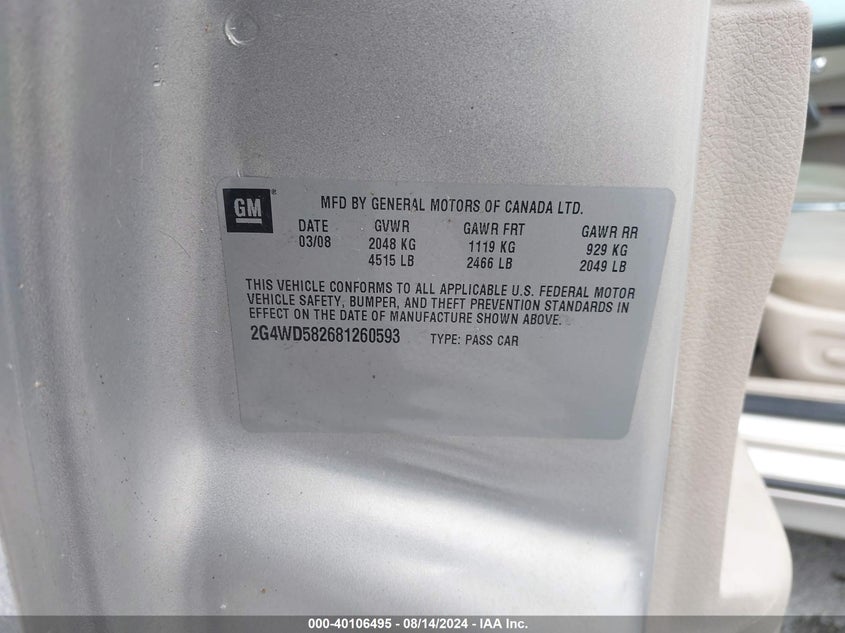 GM ® MFD BY GENERAL MOTORS OF CANADA LTD.
DATE GVWR GAWR FRT GAWR RR
03/08 2048 KG 1119 KG 929 KG
4515 LB 2466 LB 2049 LB
THIS VEHICLE CONFORMS TO ALL APPLICABLE U.S. FEDERAL MOTOR
VEHICLE SAFETY, BUMPER, AND THEFT PREVENTION STANDARDS IN
EFFECT ON THE DATE OF MANUFACTURE SHOWN ABOVE.
2G4WD582681260593 TYPE: PASS CAR
000-40106495 - 08/14/2024 - IAA Inc.